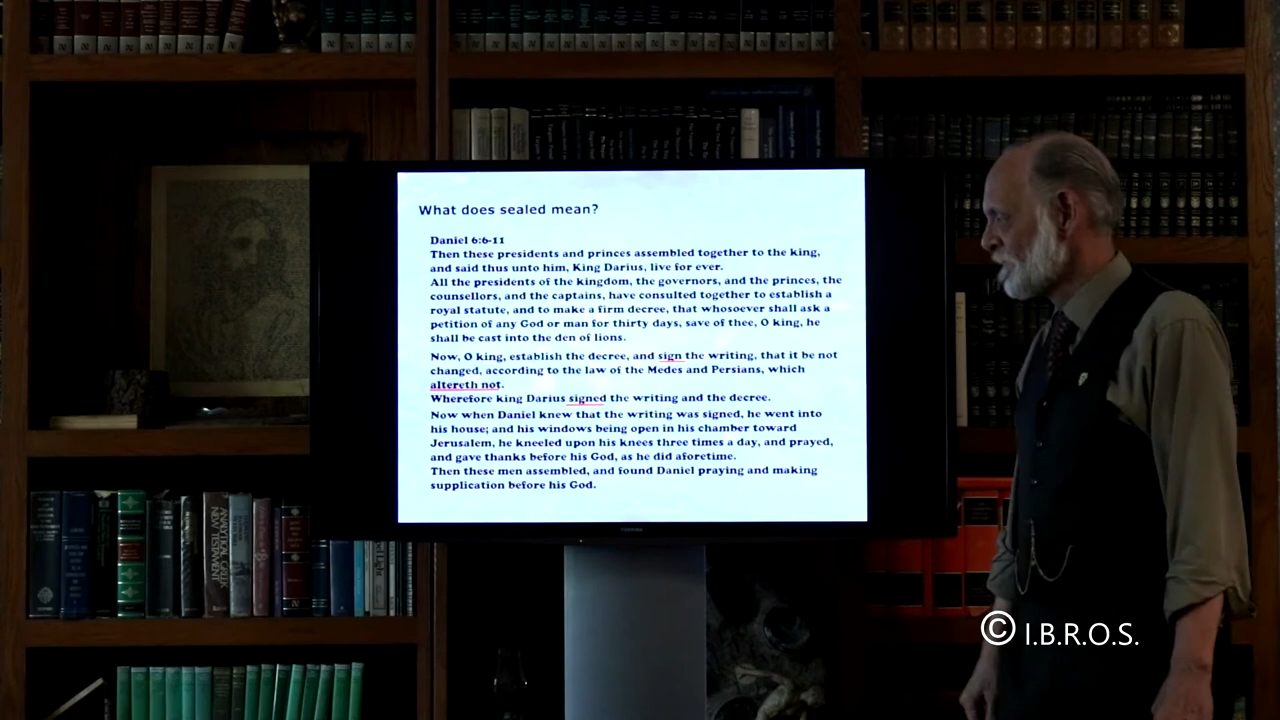 What does sealed mean?
Daniel 6:6-11
Then these presidents and princes assembled together to the king,
and said thus unto him, King Darius, live for ever.
All the presidents of the kingdom, the governors, and the princes, the
counsellors, and the captains, have consulted together to establish a
royal statute, and to make a firm decree, that whosoever shall ask a
petition of any God or man for thirty days, save of thee, O king, he
shall be cast into the den of lions.
Now, O king, establish the decree, and sign the writing, that it be not
changed, according to the law of the Medes and Persians, which
altereth not.
Wherefore king Darius signed the writing and the decree.
Now when Daniel knew that the writing was signed, he went into
his house; and his windows being open in his chamber toward
Jerusalem, he kneeled upon his knees three times a day, and prayed,
and gave thanks before his God, as he did aforetime.
Then these men assembled, and found Daniel praying and making
supplication before his God.
TOSHIBA
ANALYTICAL GREEK
NEW TESTAMENT
© I.B.R.O.S.